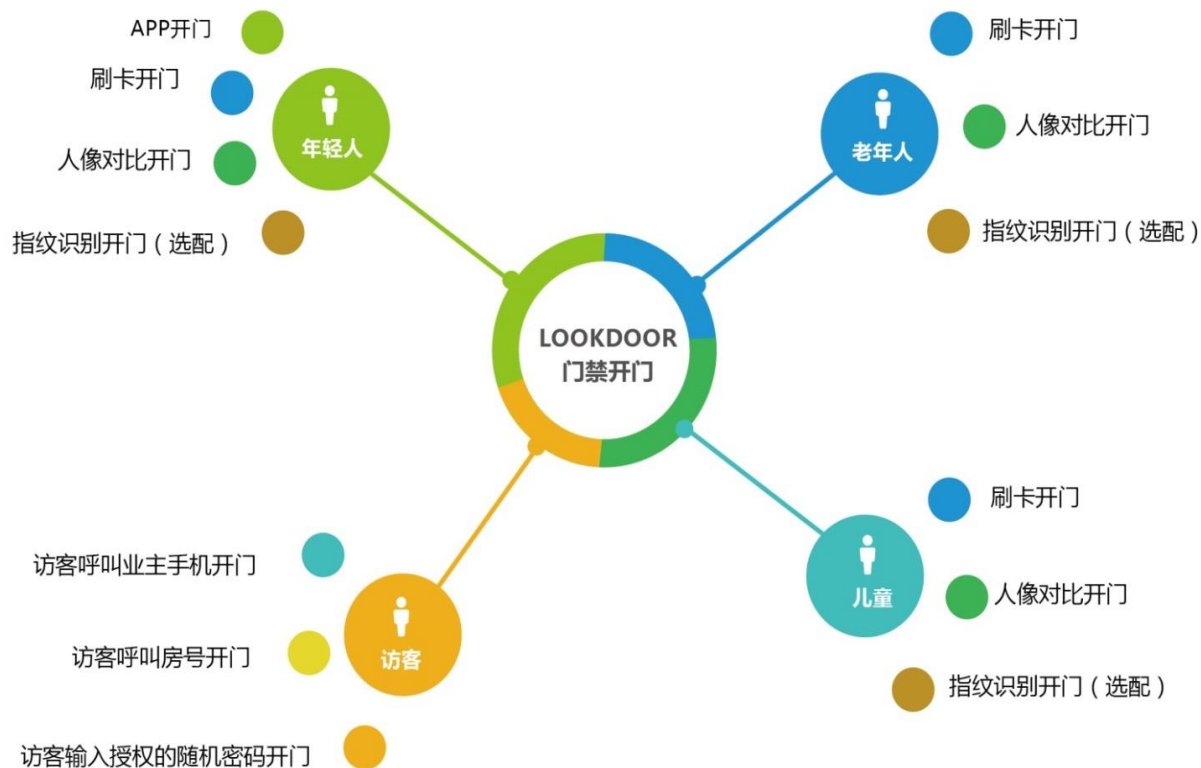 APP开门
刷卡开门
年轻人
人像对比开门
指纹识别开门（选配）
刷卡开门
老年人
人像对比开门
指纹识别开门（选配）
LOOKDOOR
门禁开门
访客呼叫业主手机开门
访客
访客呼叫房号开门
访客输入授权的随机密码开门
刷卡开门
儿童
人像对比开门
指纹识别开门（选配）